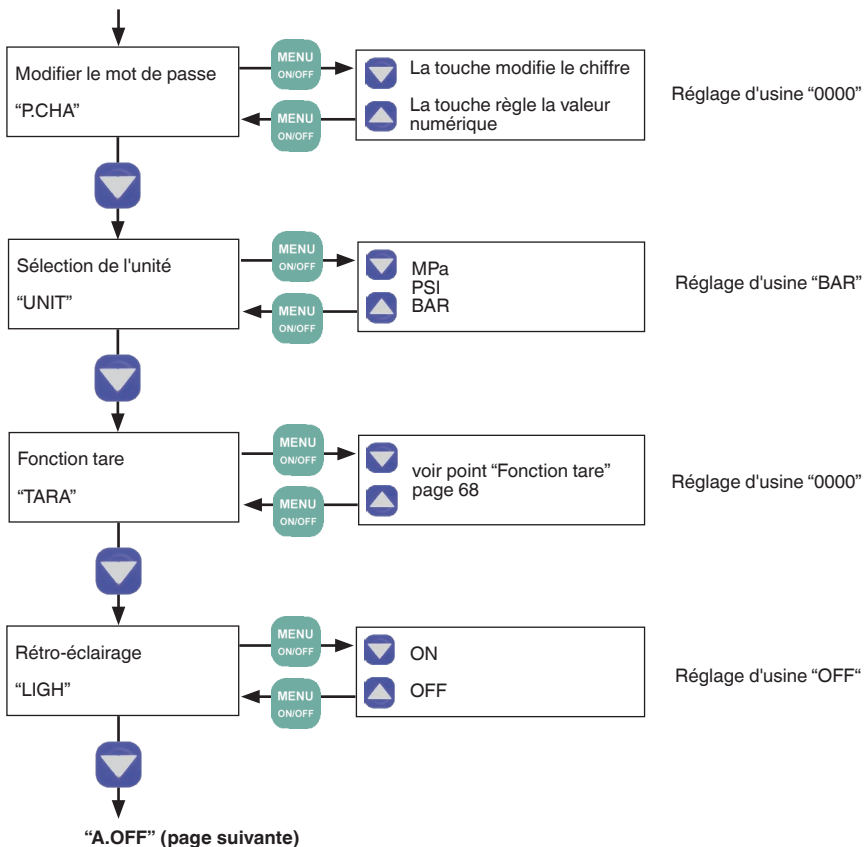 Modifier le mot de passe
“P.CHA”
MENU
ON/OFF
MENU
ON/OFF
La touche modifie le chiffre
La touche règle la valeur
numérique
Réglage d'usine “0000”
Sélection de l'unité
“UNIT”
MENU
ON/OFF
MENU
ON/OFF
MPa
PSI
BAR
Réglage d'usine “BAR”
Fonction tare
“TARA”
MENU
ON/OFF
MENU
ON/OFF
voir point “Fonction tare”
page 68
Réglage d'usine “0000”
Rétro-éclairage
“LIGH”
MENU
ON/OFF
MENU
ON/OFF
ON
OFF
Réglage d'usine “OFF“
“A.OFF” (page suivante)